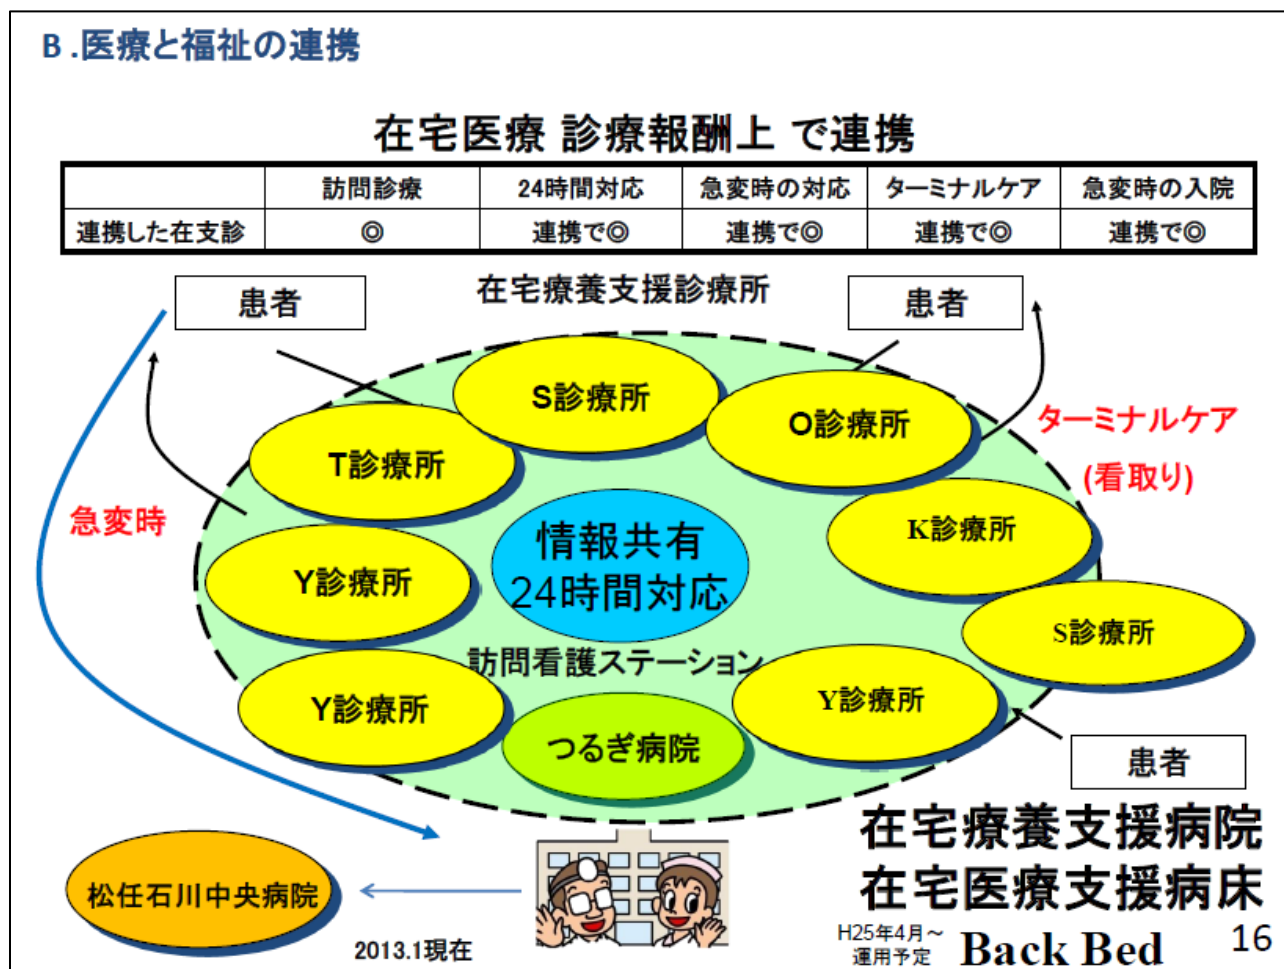 B.医療と福祉の連携
在宅医療 診療報酬上 で連携
訪問診療 24時間対応 急変時の対応 ターミナルケア 急変時の入院
連携した在支診 ◎ 連携で◎ 連携で◎ 連携で◎ 連携で◎
患者
在宅療養支援診療所
患者
S診療所
O診療所
T診療所
ターミナルケア
(看取り)
急変時
情報共有
24時間対応
K診療所
Y診療所
S診療所
訪問看護ステーション
Y診療所
Y診療所
つるぎ病院
患者
在宅療養支援病院
在宅医療支援病床
松任石川中央病院
2013.1現在
H25年4月～
運用予定
Back Bed
16